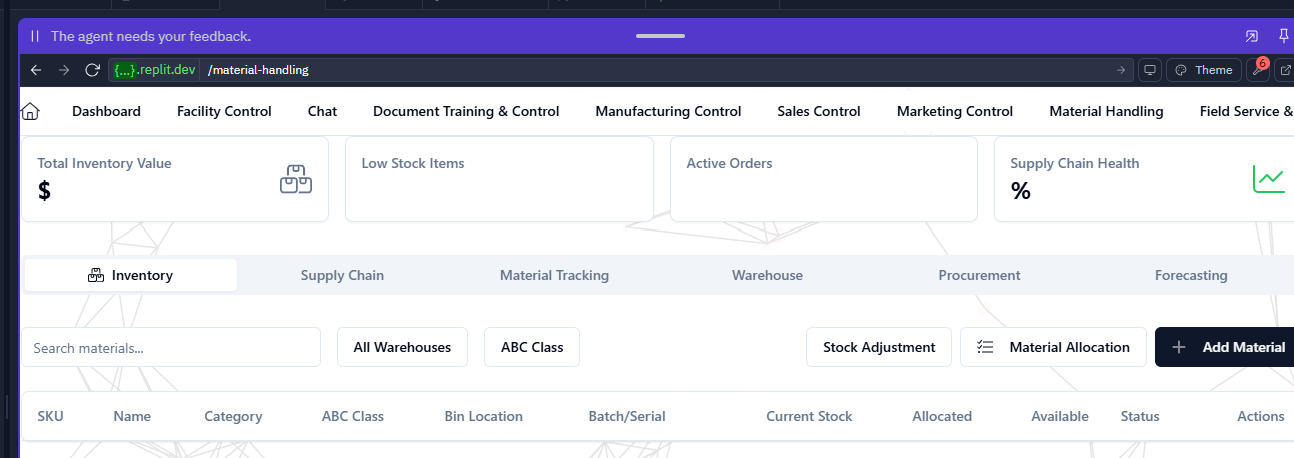 The agent needs your feedback.
{...}.replit.dev /material-handling Theme 6
Dashboard Facility Control Chat Document Training & Control Manufacturing Control Sales Control Marketing Control Material Handling Field Service &
Total Inventory Value Low Stock Items Active Orders Supply Chain Health
$ %
Inventory Supply Chain Material Tracking Warehouse Procurement Forecasting
Search materials... All Warehouses ABC Class Stock Adjustment Material Allocation Add Material
SKU Name Category ABC Class Bin Location Batch/Serial Current Stock Allocated Available Status Actions